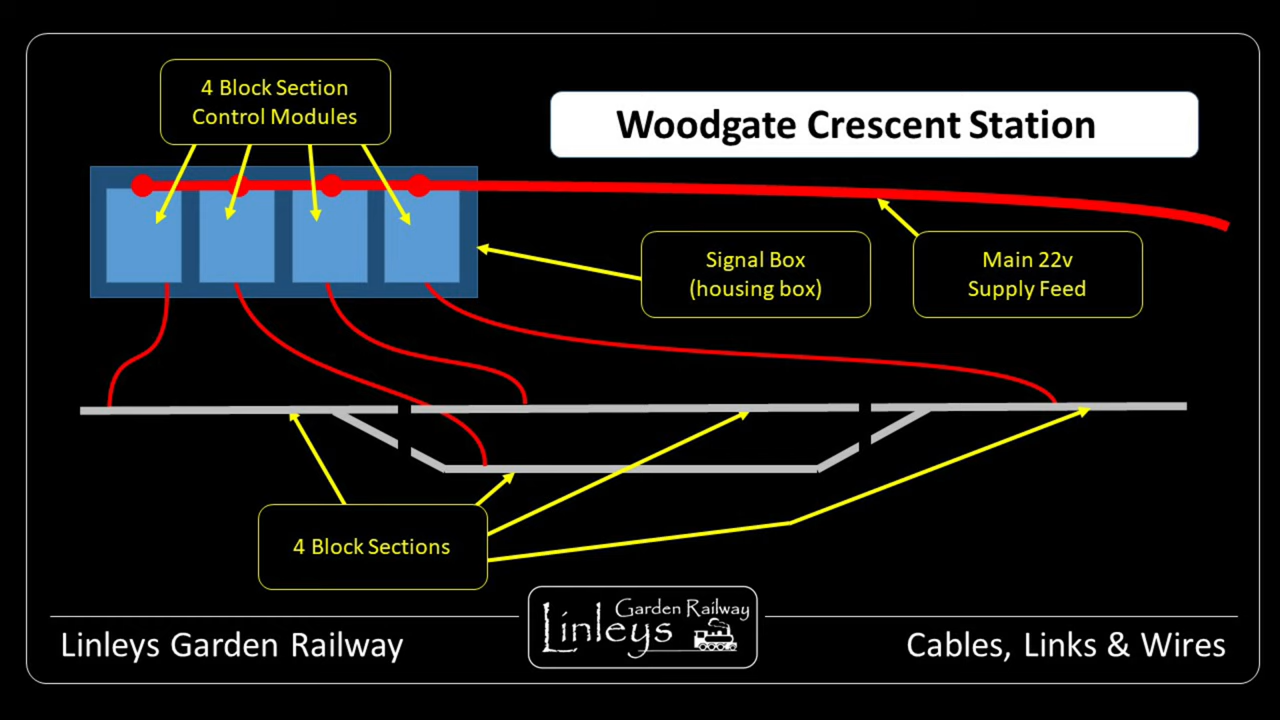 4 Block Section
Control Modules
Woodgate Crescent Station
Signal Box
(housing box)
Main 22v
Supply Feed
4 Block Sections
Linleys Garden Railway
Garden Railway
Linleys
Cables, Links & Wires